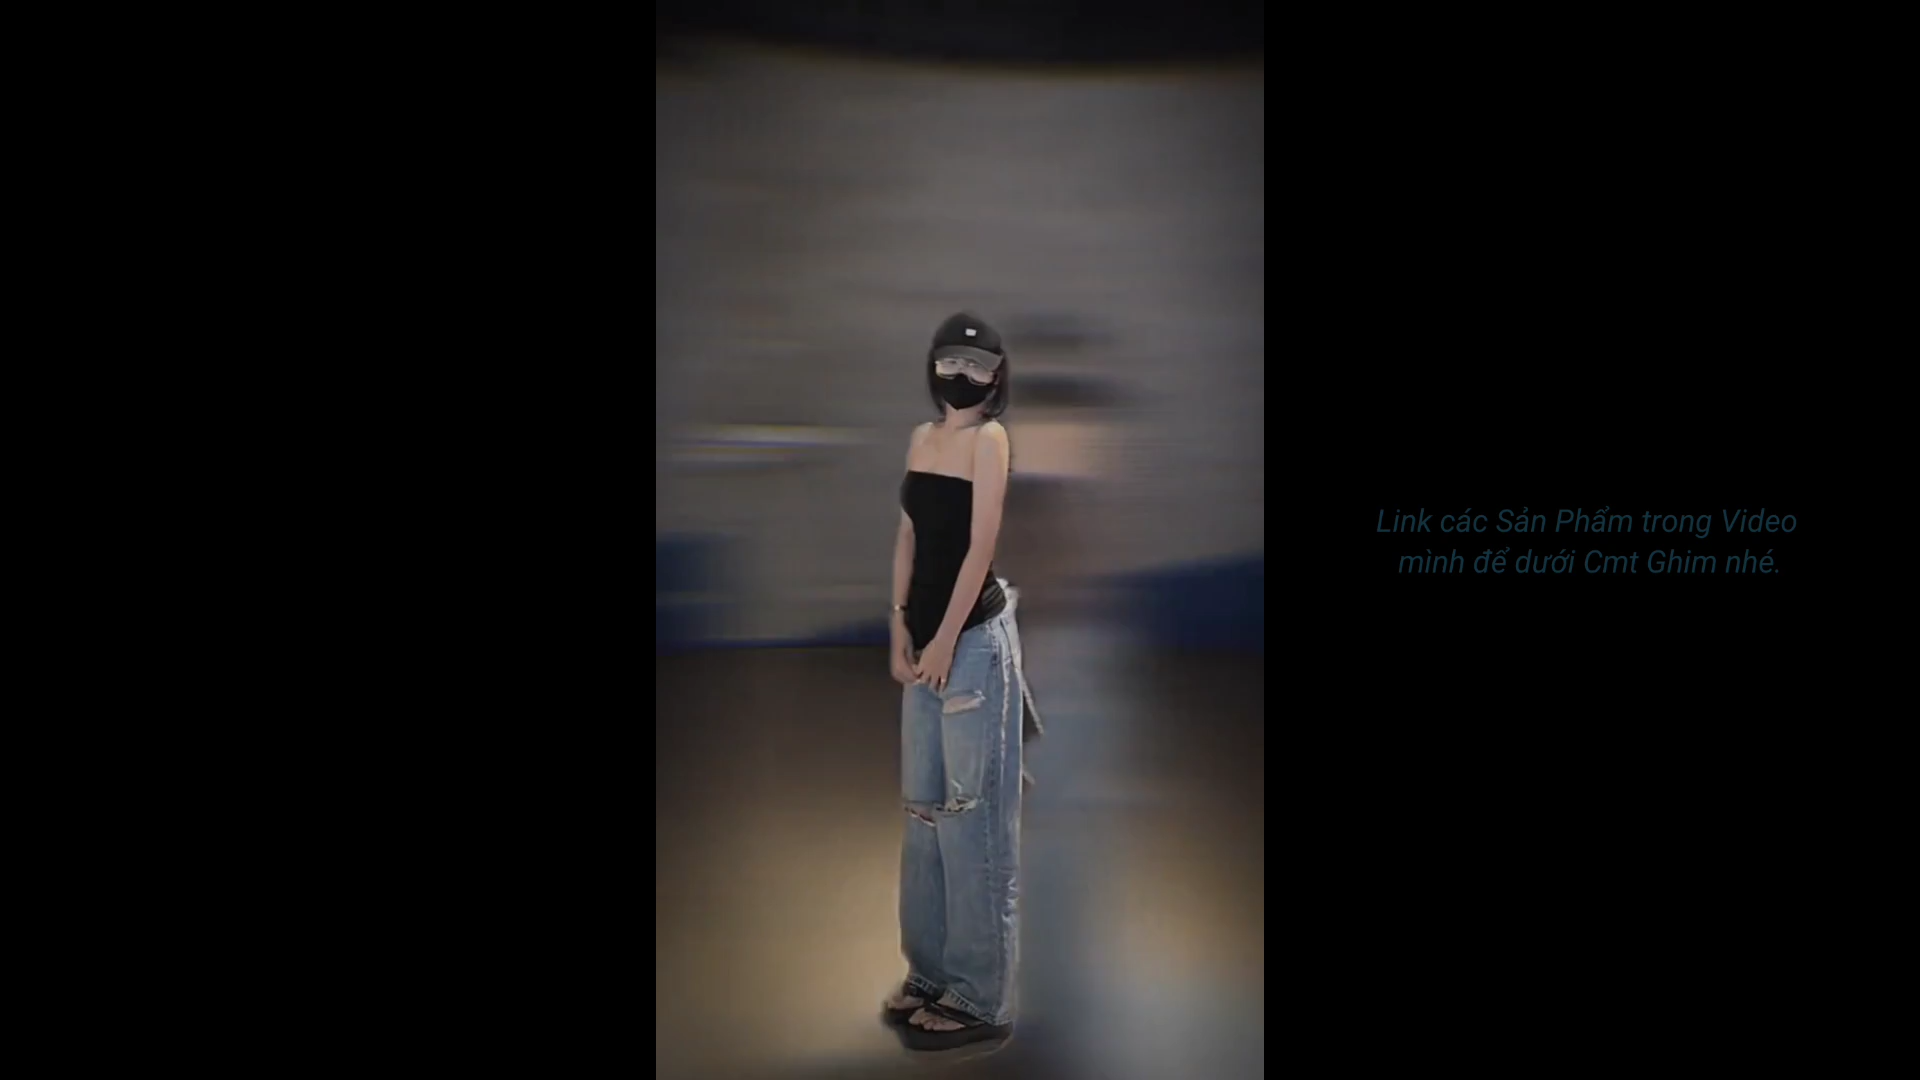 Link các Sản Phẩm trong Video
mình để dưới Cmt Ghim nhé.